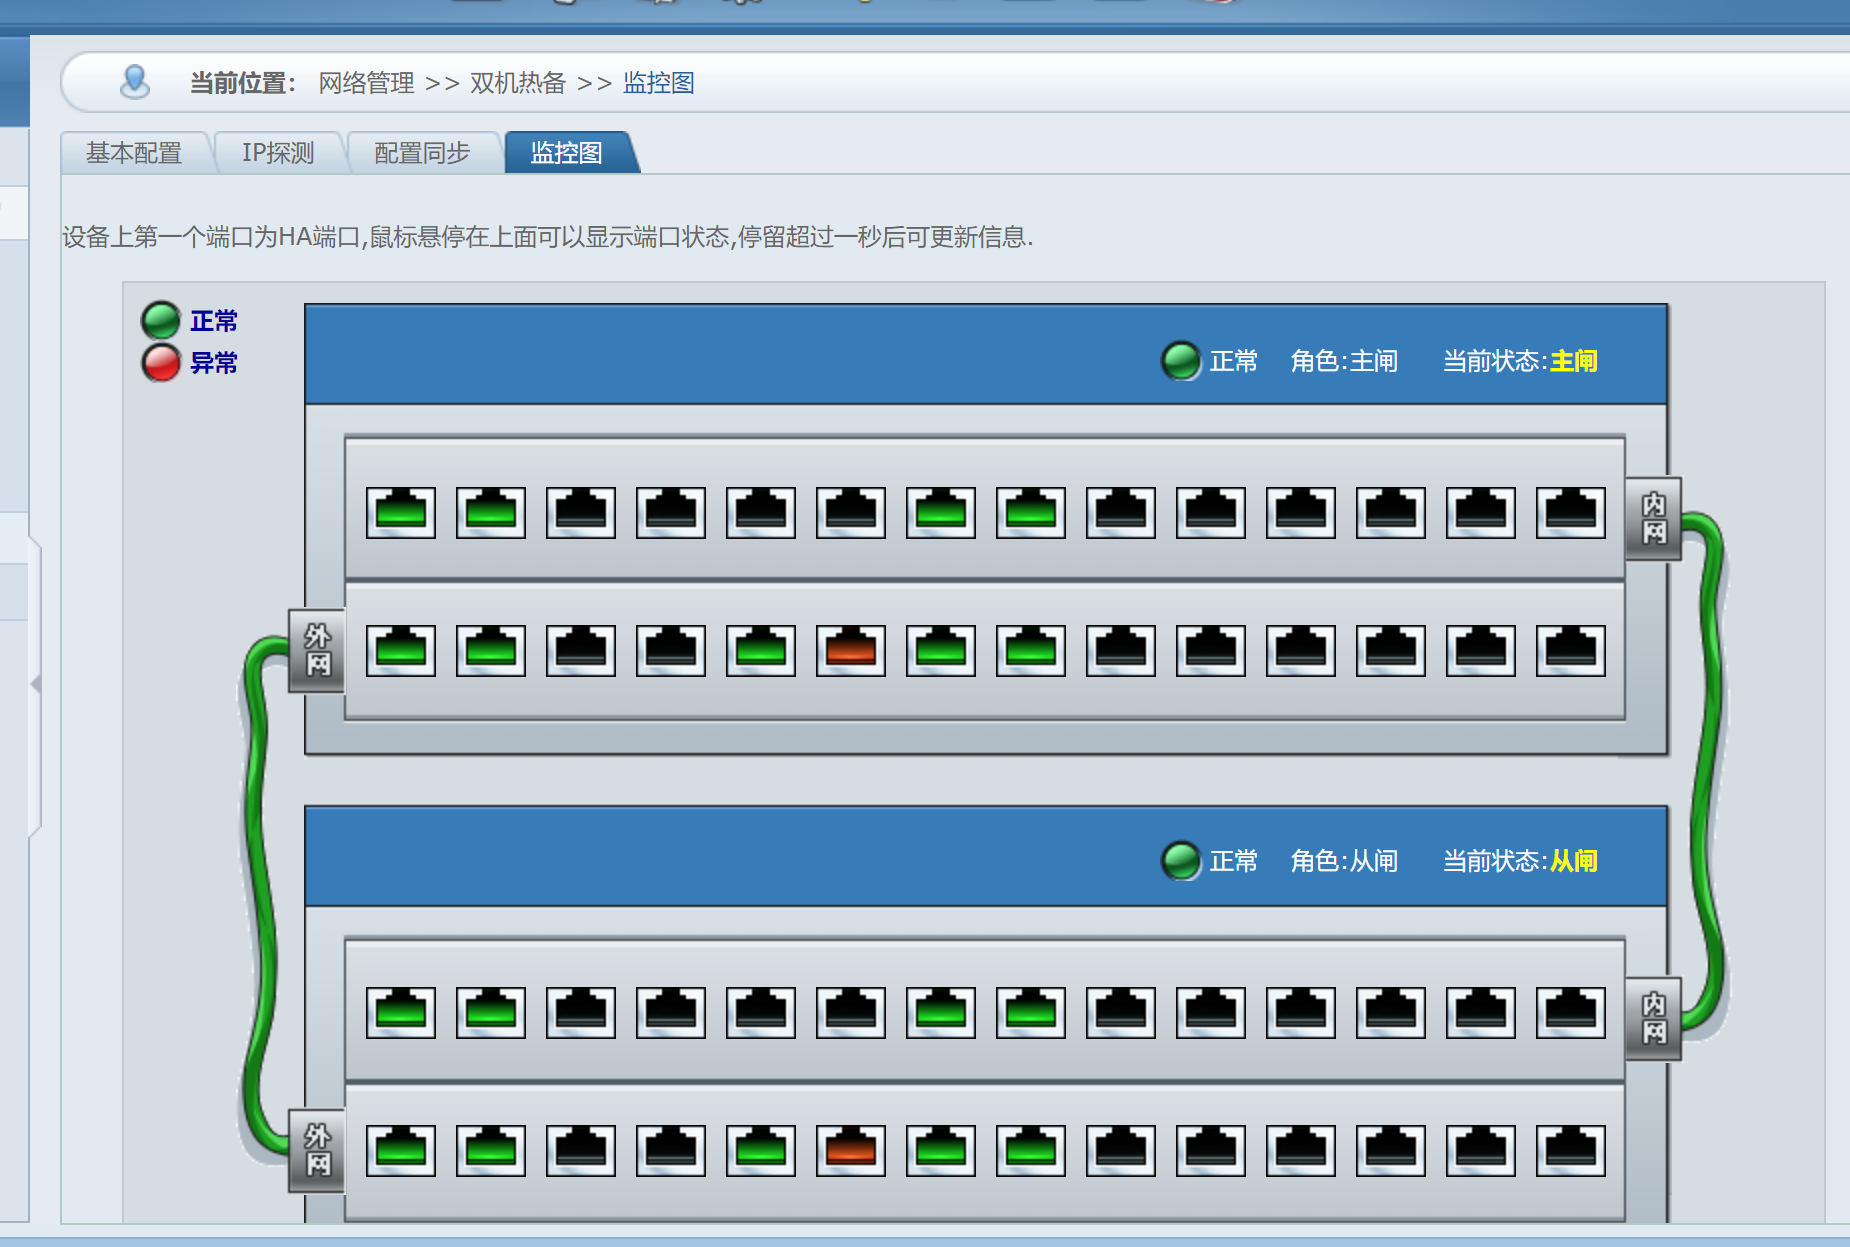 当前位置： 网络管理 >> 双机热备 >> 监控图
基本配置 IP探测 配置同步 监控图
设备上第一个端口为HA端口,鼠标悬停在上面可以显示端口状态,停留超过一秒后可更新信息.
正常
异常
正常 角色:主闸 当前状态:主闸
内网
外网
正常 角色:从闸 当前状态:从闸
内网
外网